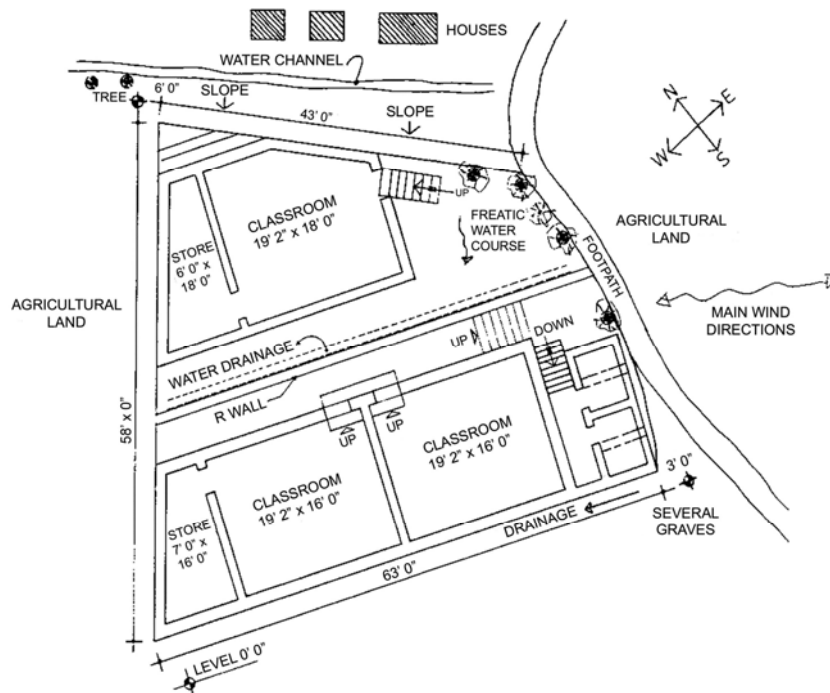 HOUSES
WATER CHANNEL
TREE
6' 0"
SLOPE
43' 0"
SLOPE
N
E
W
S
UP
CLASSROOM
19' 2" x 18' 0"
STORE
6' 0" x
18' 0"
FREATIC
WATER
COURSE
AGRICULTURAL
LAND
FOOTPATH
AGRICULTURAL
LAND
MAIN WIND
DIRECTIONS
WATER DRAINAGE
UP
DOWN
R WALL
58' x 0"
UP
UP
CLASSROOM
19' 2" x 16' 0"
CLASSROOM
19' 2" x 16' 0"
STORE
7' 0" x
16' 0"
3' 0"
SEVERAL
GRAVES
DRAINAGE
63' 0"
LEVEL 0' 0"